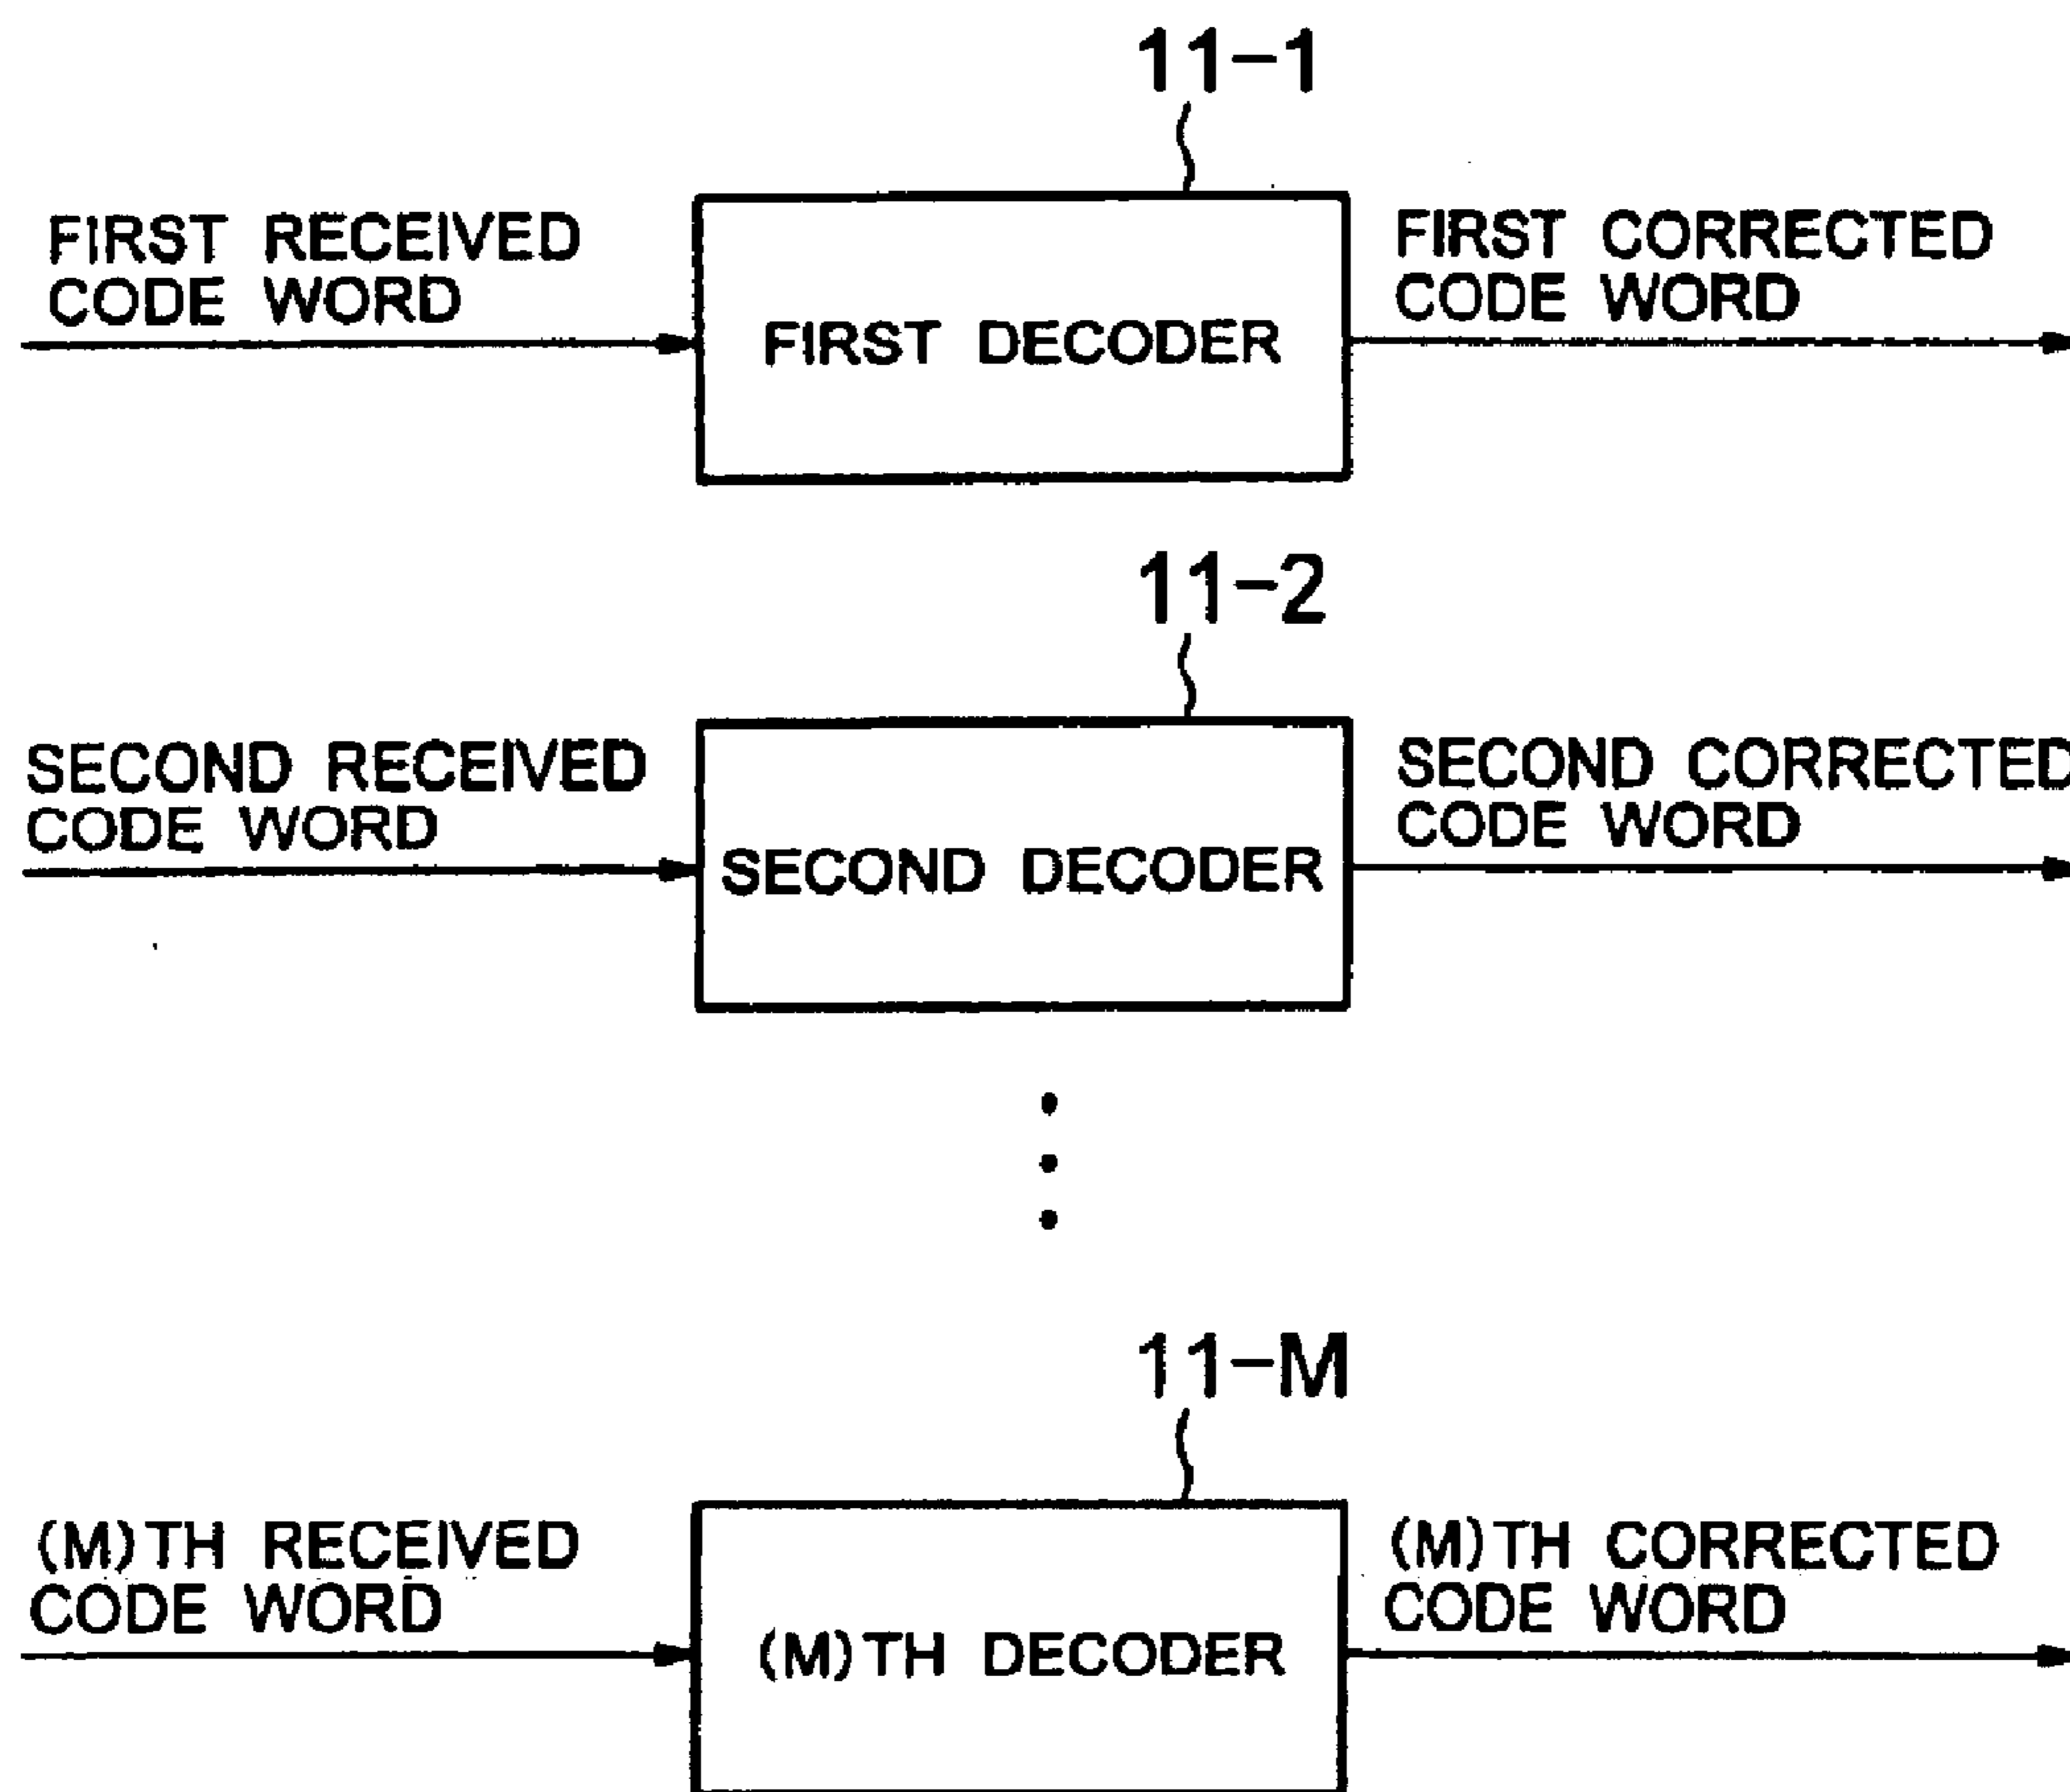 11-1
FIRST RECEIVED
CODE WORD
FIRST DECODER
FIRST CORRECTED
CODE WORD
11-2
SECOND RECEIVED
CODE WORD
SECOND DECODER
SECOND CORRECTED
CODE WORD
11-M
(M)TH RECEIVED
CODE WORD
(M)TH DECODER
(M)TH CORRECTED
CODE WORD